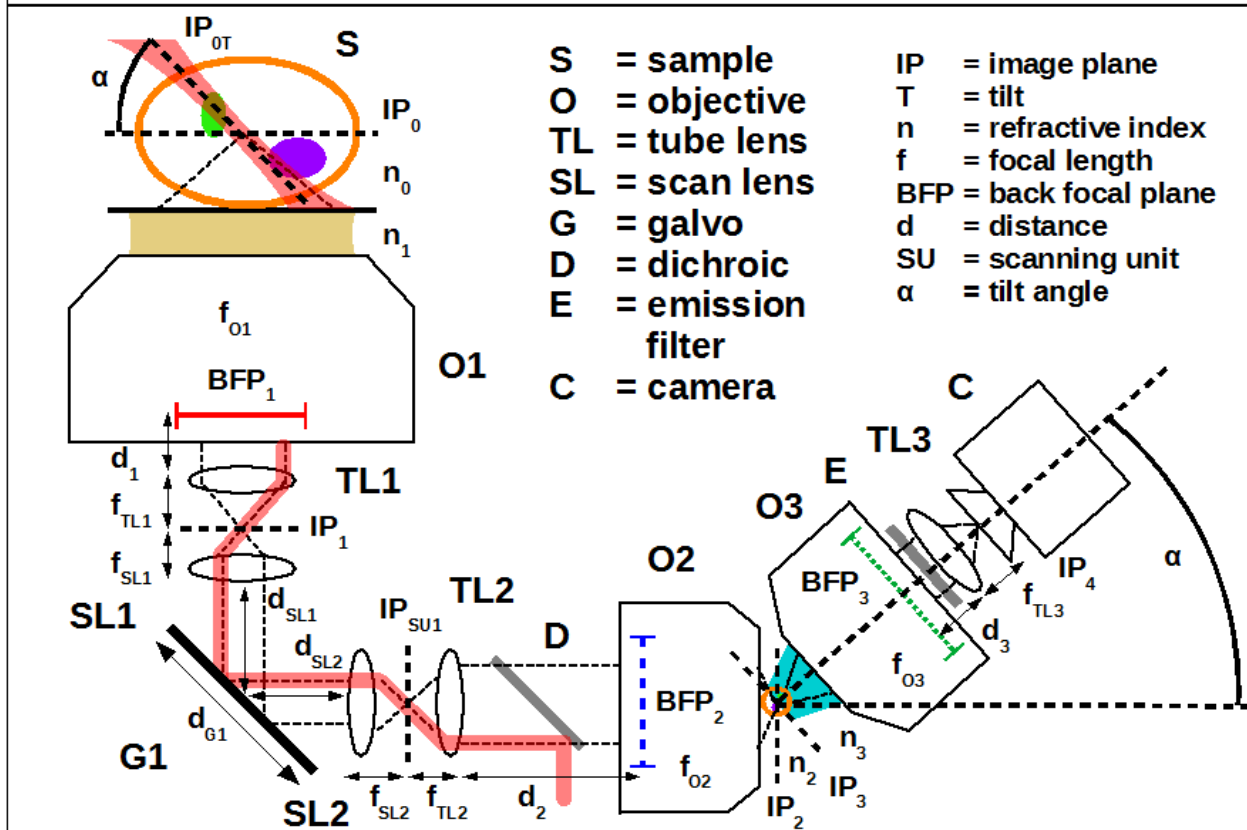 IP0T
S
α
IP0
n0
n1
fO1
BFP1
O1
d1
TL1
fTL1
IP1
fSL1
SL1
dSL1
dSL2
IPSU1
TL2
D
O2
dG1
G1
SL2
fSL2
fTL2
d2
BFP2
fO2
IP2
n2
IP3
n3
O3
E
TL3
C
BFP3
fO3
d3
fTL3
IP4
α
S = sample
O = objective
TL = tube lens
SL = scan lens
G = galvo
D = dichroic
E = emission
filter
C = camera
IP = image plane
T = tilt
n = refractive index
f = focal length
BFP = back focal plane
d = distance
SU = scanning unit
α = tilt angle